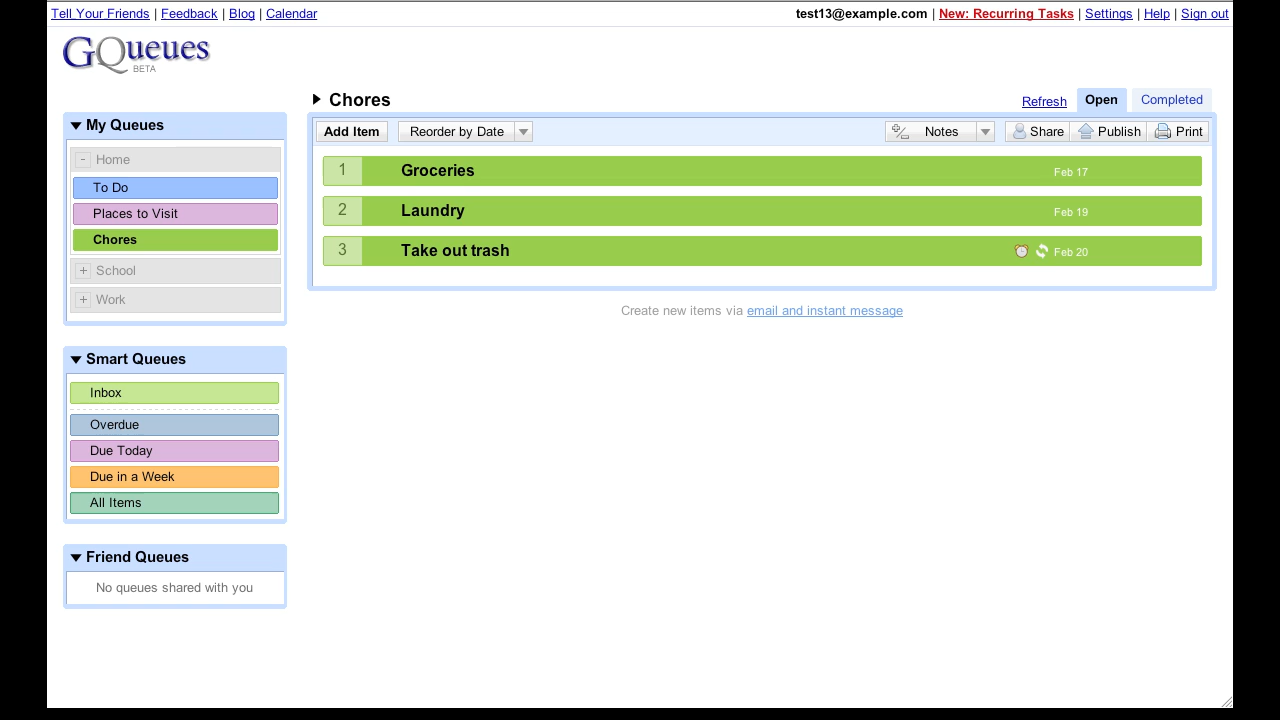 Tell Your Friends | Feedback | Blog | Calendar
test13@example.com | New: Recurring Tasks | Settings | Help | Sign out
GQueues
BETA
Chores
Refresh
Open
Completed
My Queues
- Home
To Do
Places to Visit
Chores
+ School
+ Work
Add Item
Reorder by Date
Notes
Share
Publish
Print
1 Groceries Feb 17
2 Laundry Feb 19
3 Take out trash Feb 20
Create new items via email and instant message
Smart Queues
Inbox
Overdue
Due Today
Due in a Week
All Items
Friend Queues
No queues shared with you